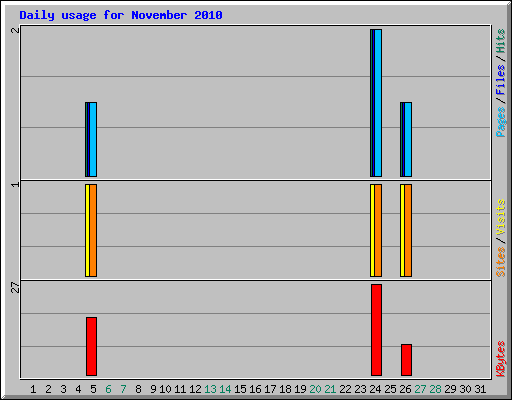 Daily usage for November 2010
2
Pages / Files / Hits
1
Sites / Visits
27
KBytes
1 2 3 4 5 6 7 8 9 10 11 12 13 14 15 16 17 18 19 20 21 22 23 24 25 26 27 28 29 30 31